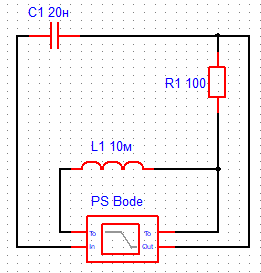 C1 20н
R1 100
L1 10м
PS Bode
To To
In Out